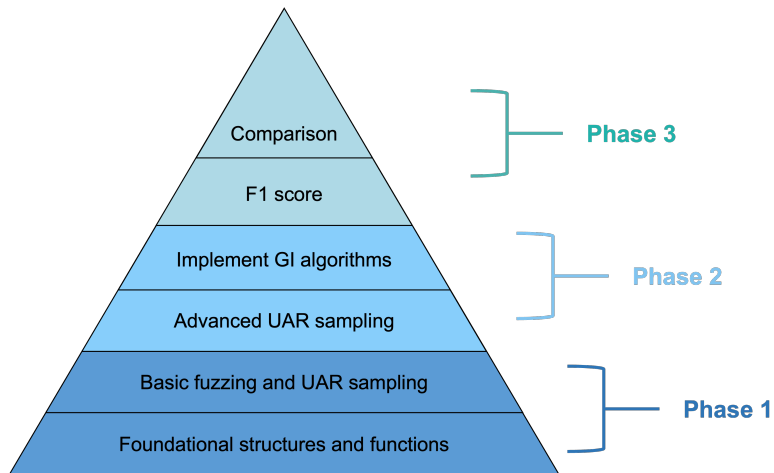 Comparison
Phase 3
F1 score
Implement GI algorithms
Phase 2
Advanced UAR sampling
Basic fuzzing and UAR sampling
Phase 1
Foundational structures and functions